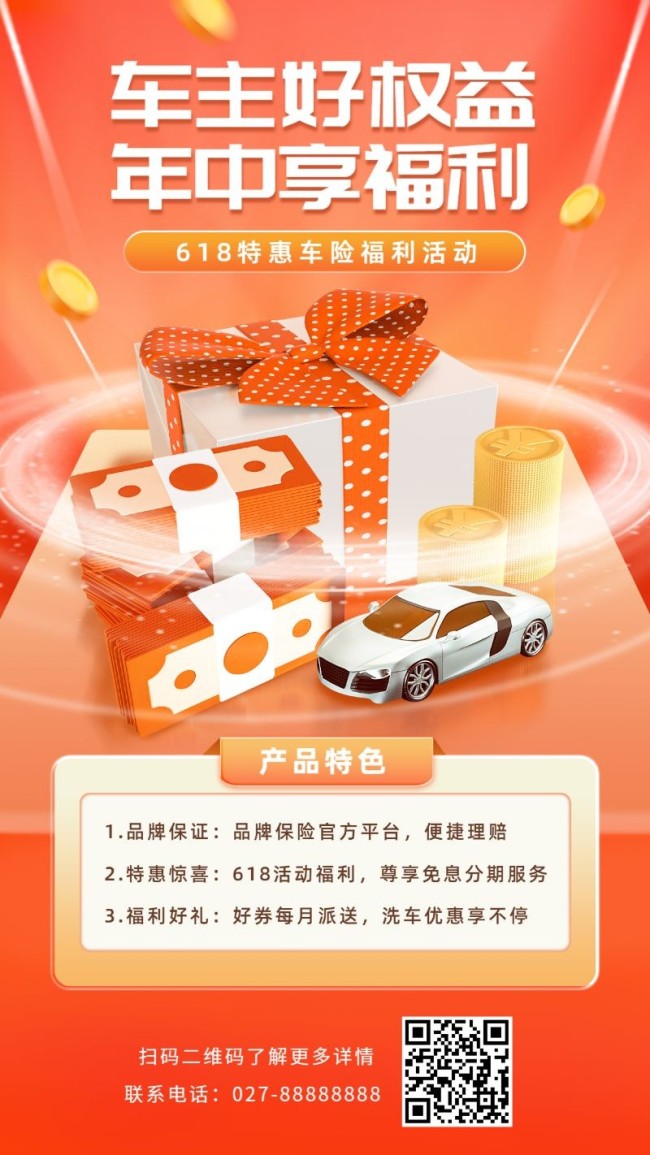 车主好权益
年中享福利
618特惠车险福利活动
产品特色
1.品牌保证：品牌保险官方平台，便捷理赔
2.特惠惊喜：618活动福利，尊享免息分期服务
3.福利好礼：好券每月派送，洗车优惠享不停
扫码二维码了解更多详情
联系电话：027-88888888